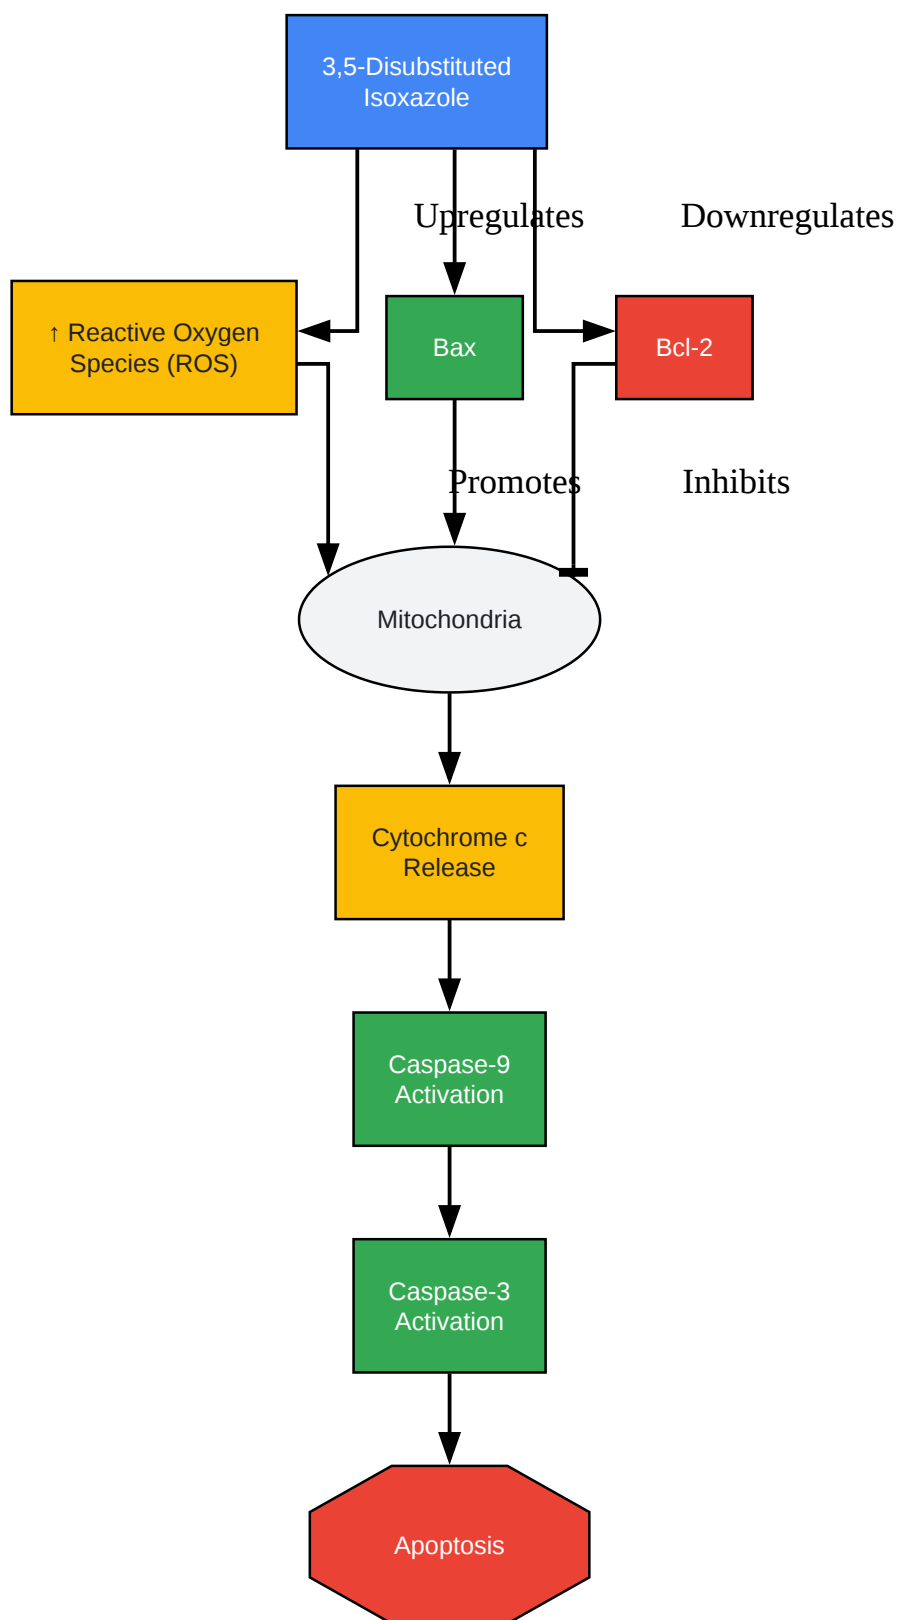 3,5-Disubstituted
Isoxazole
Upregulates
Downregulates
↑ Reactive Oxygen
Species (ROS)
Bax
Bcl-2
Promotes
Inhibits
Mitochondria
Cytochrome c
Release
Caspase-9
Activation
Caspase-3
Activation
Apoptosis